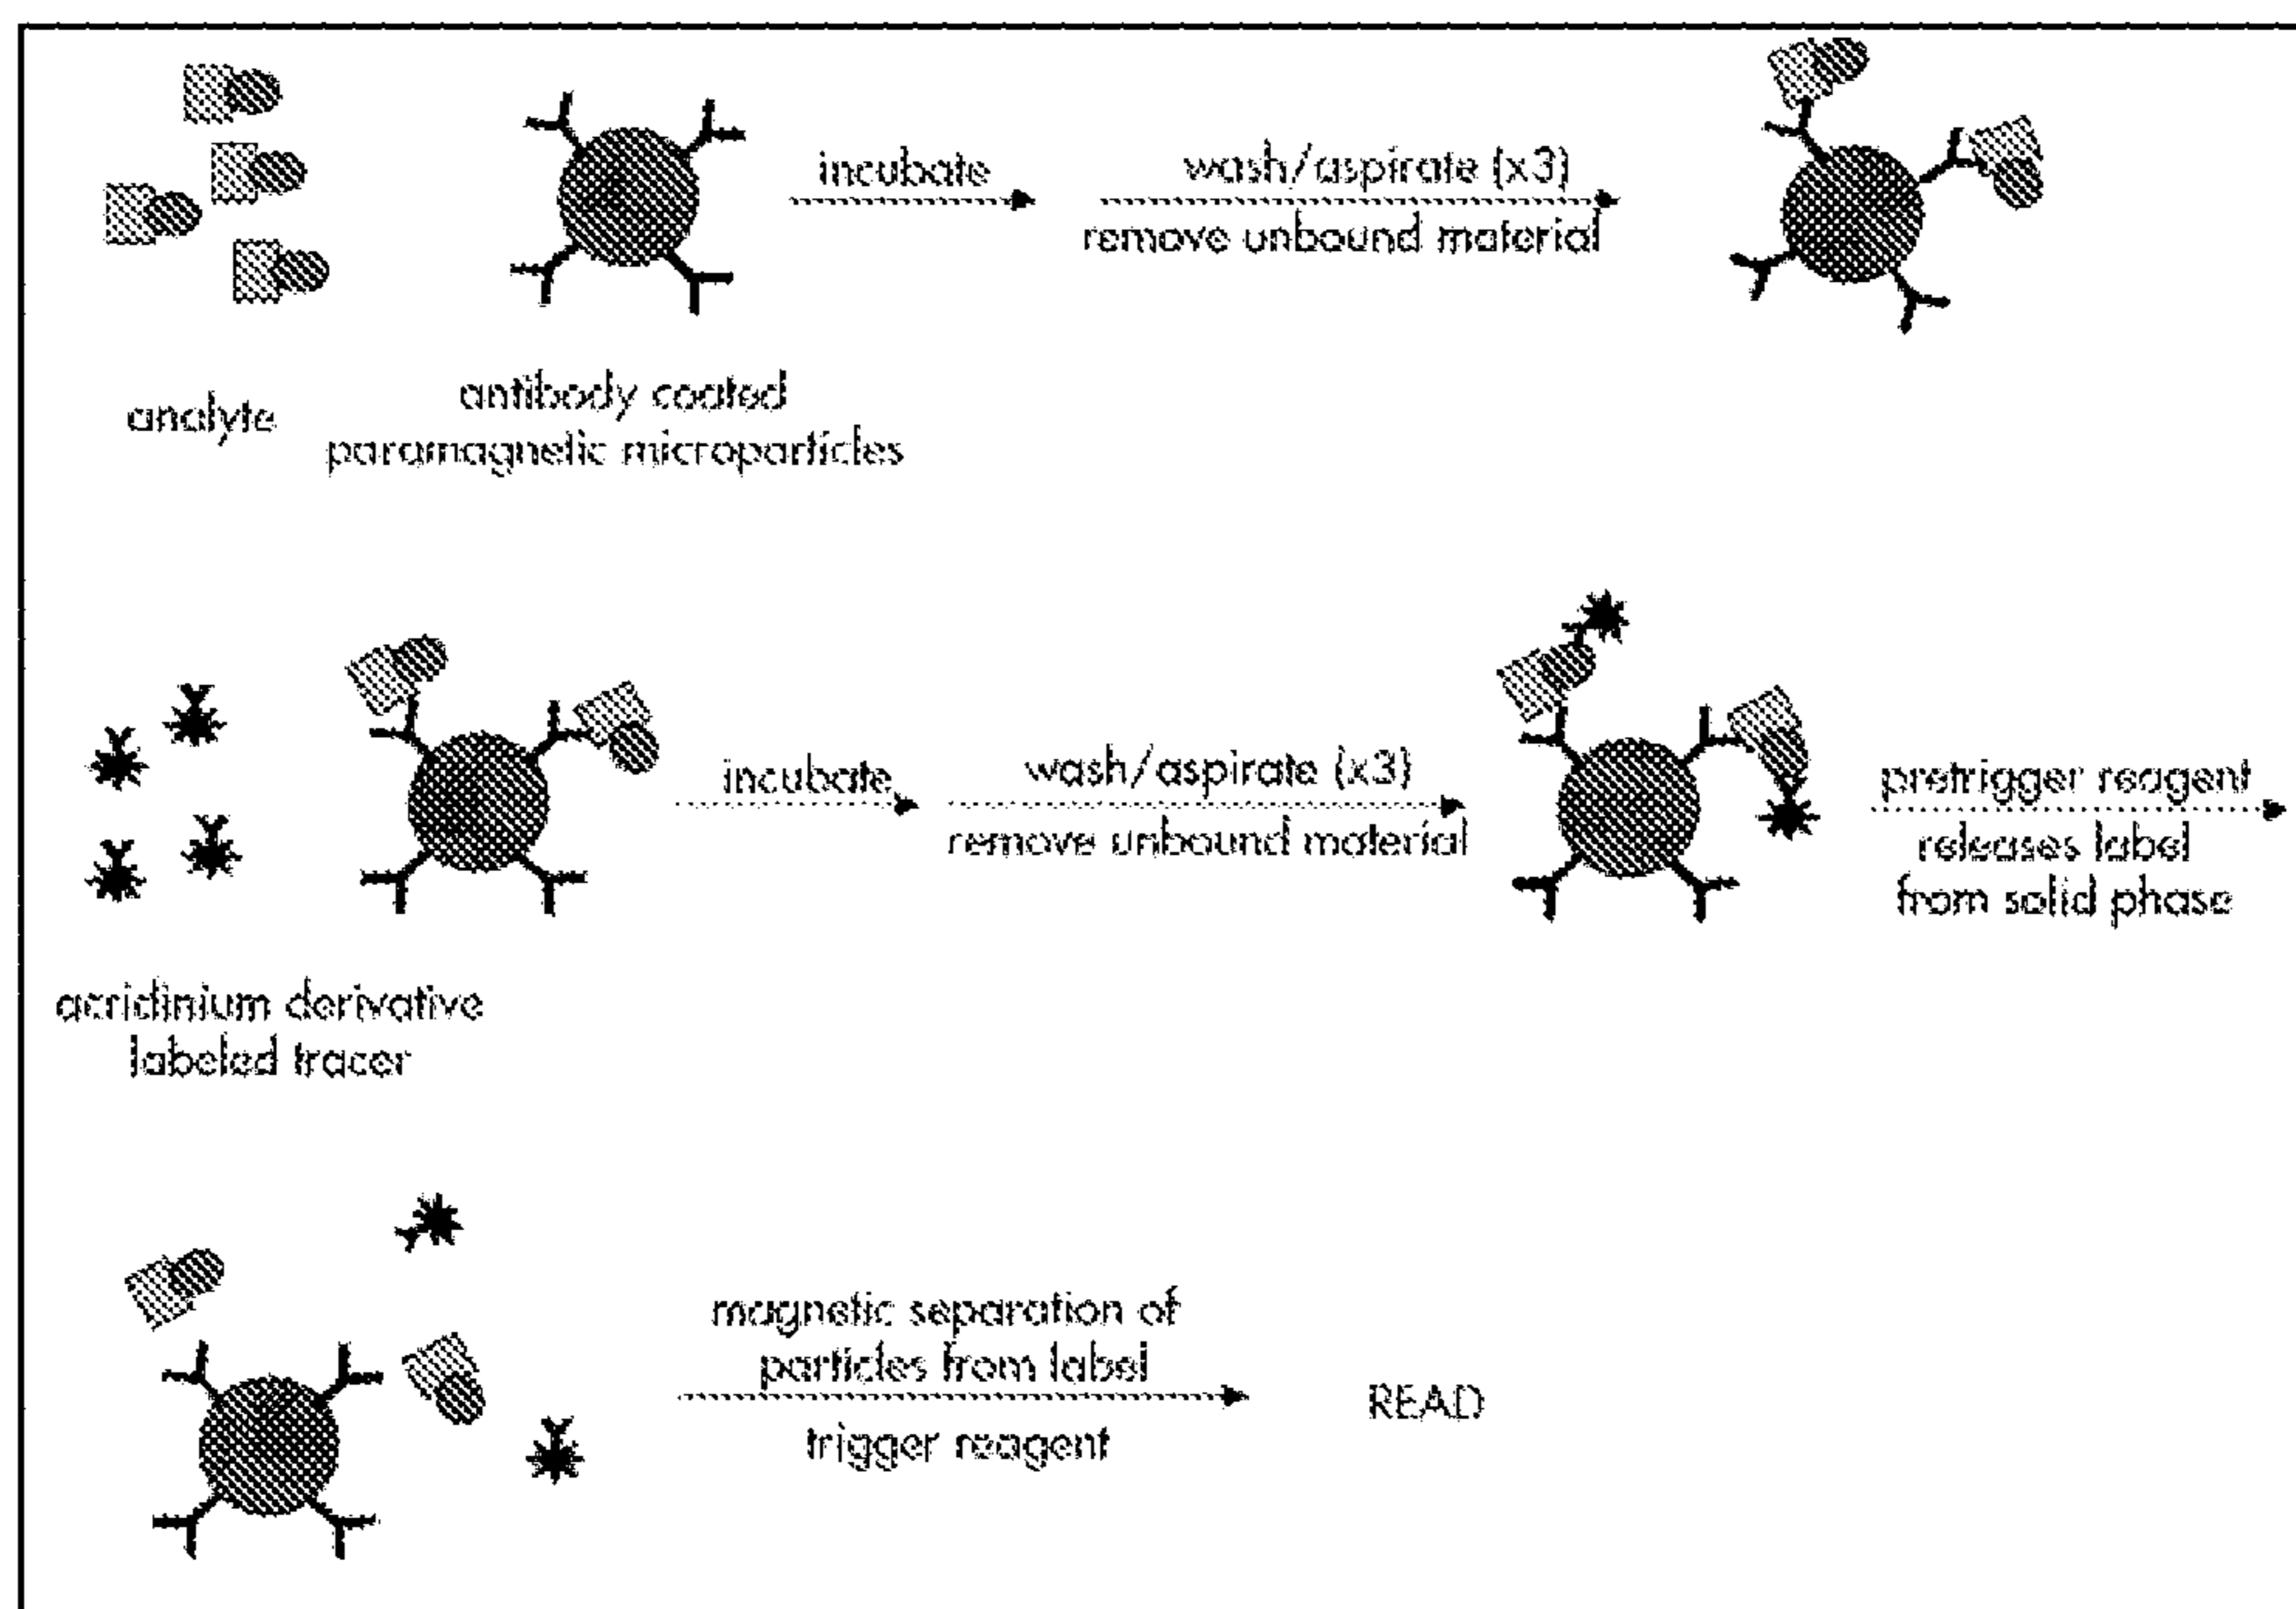 incubate
wash/aspirate (x3)
remove unbound material
analyte
antibody coated
paramagnetic microparticles
incubate
wash/aspirate (x3)
remove unbound material
pretrigger reagent
releases label
from solid phase
acridinium derivative
labeled tracer
magnetic separation of
particles from label
trigger reagent
READ